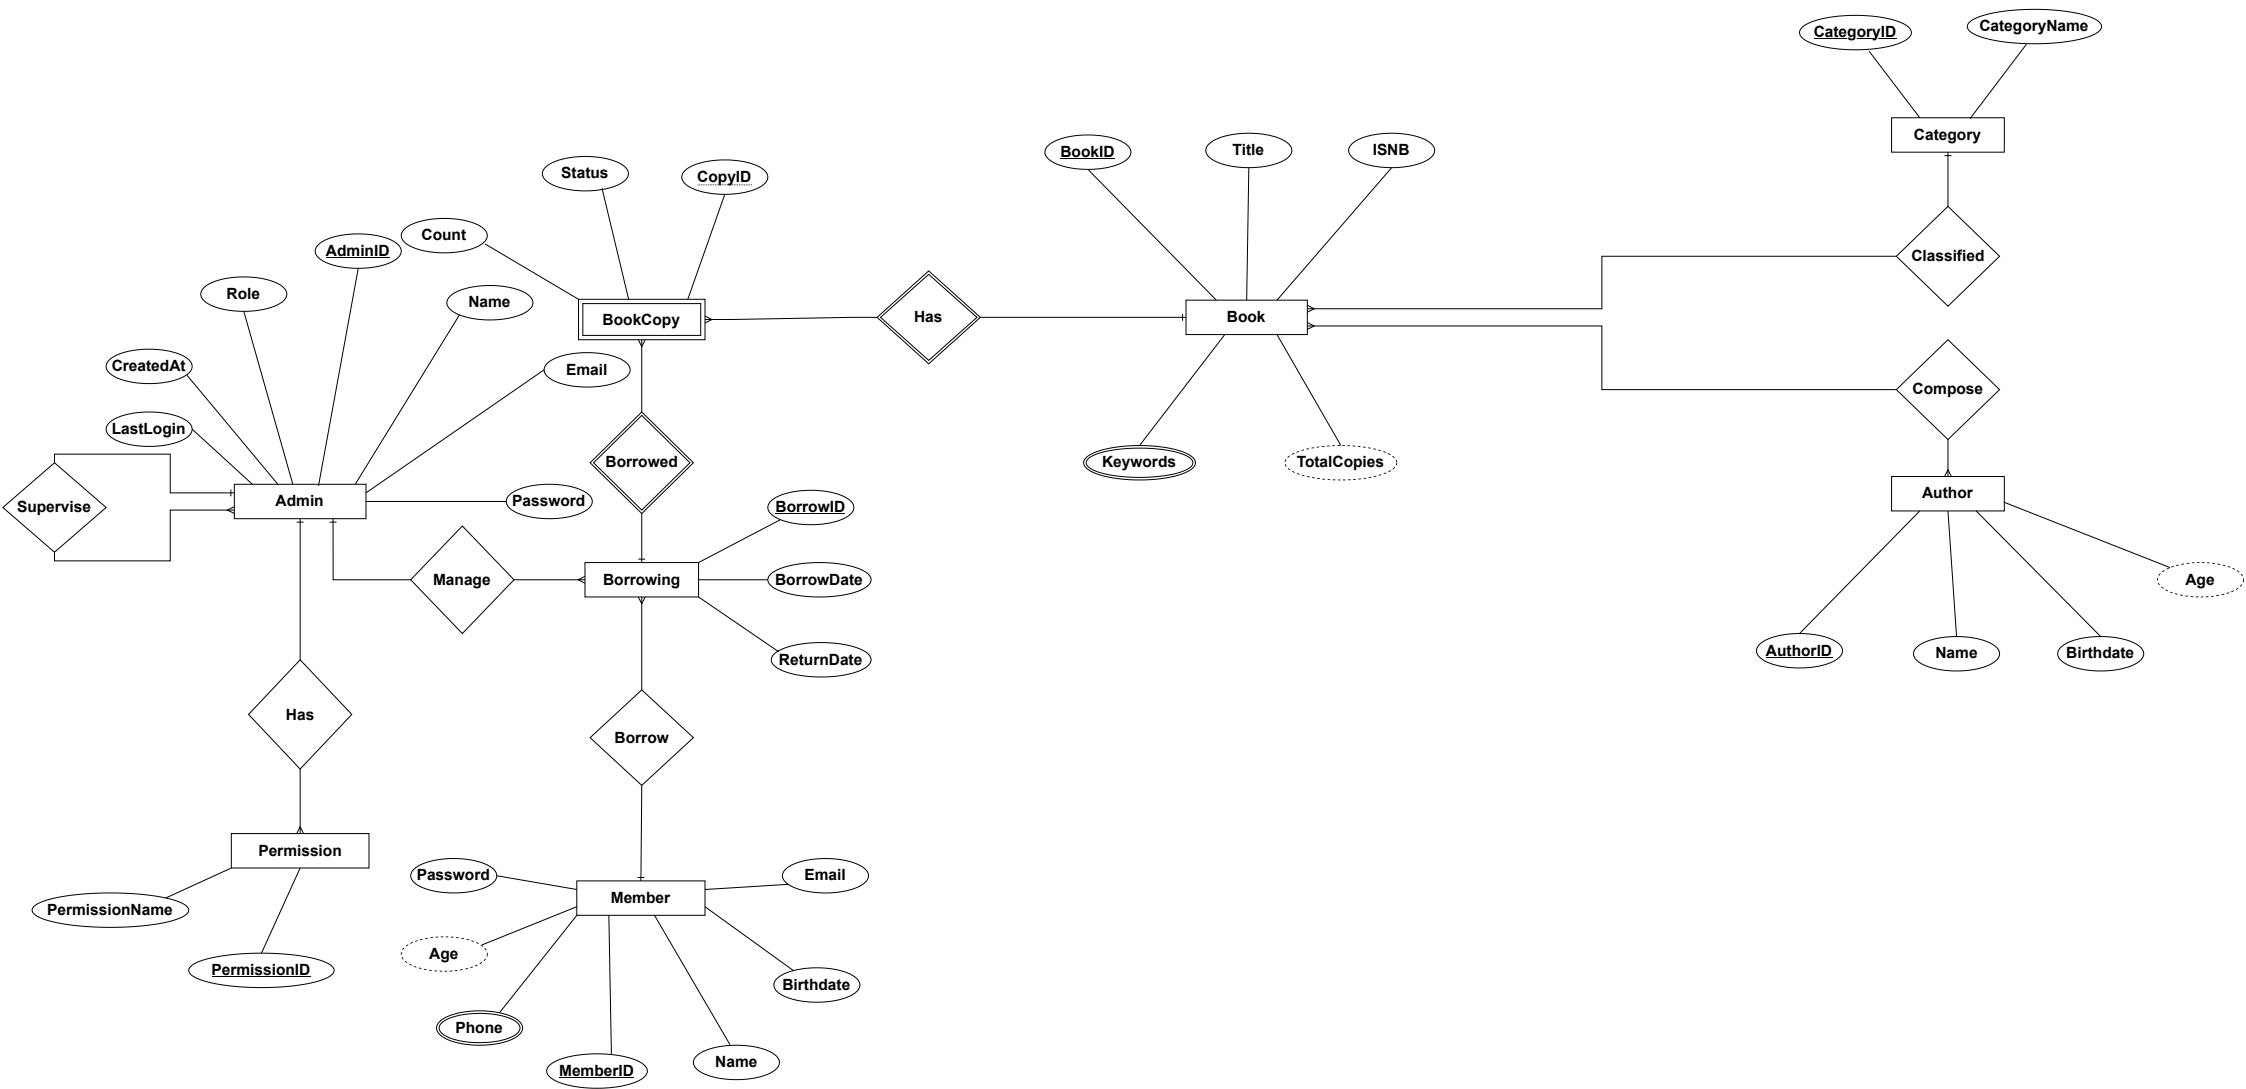 CategoryID
CategoryName
Category
BookID
Title
ISNB
Status
CopyID
Count
AdminID
Classified
Role
Name
BookCopy
Has
Book
CreatedAt
Email
Compose
LastLogin
Borrowed
Keywords
TotalCopies
Supervise
Admin
Password
BorrowID
Author
Manage
Borrowing
BorrowDate
Age
AuthorID
Name
Birthdate
ReturnDate
Has
Borrow
Permission
Password
Email
Member
PermissionName
Age
PermissionID
Birthdate
Phone
MemberID
Name